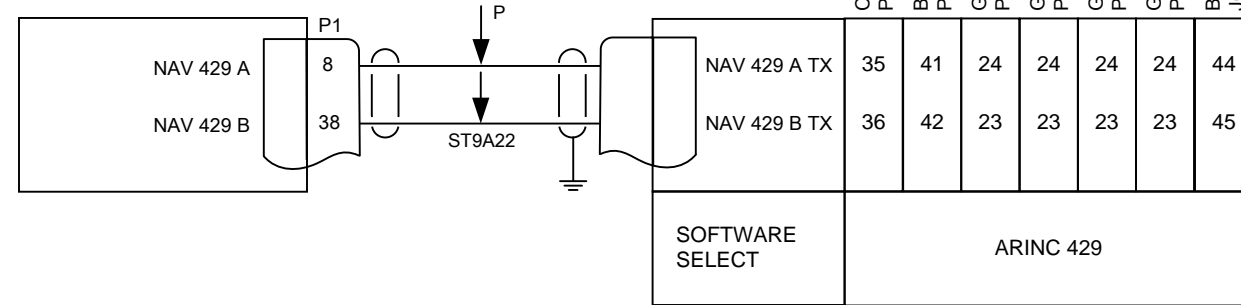 P
P1
NAV 429 A 8 NAV 429 A TX 35 41 24 24 24 24 44
NAV 429 B 38 NAV 429 B TX 36 42 23 23 23 23 45
ST9A22
SOFTWARE
SELECT
ARINC 429